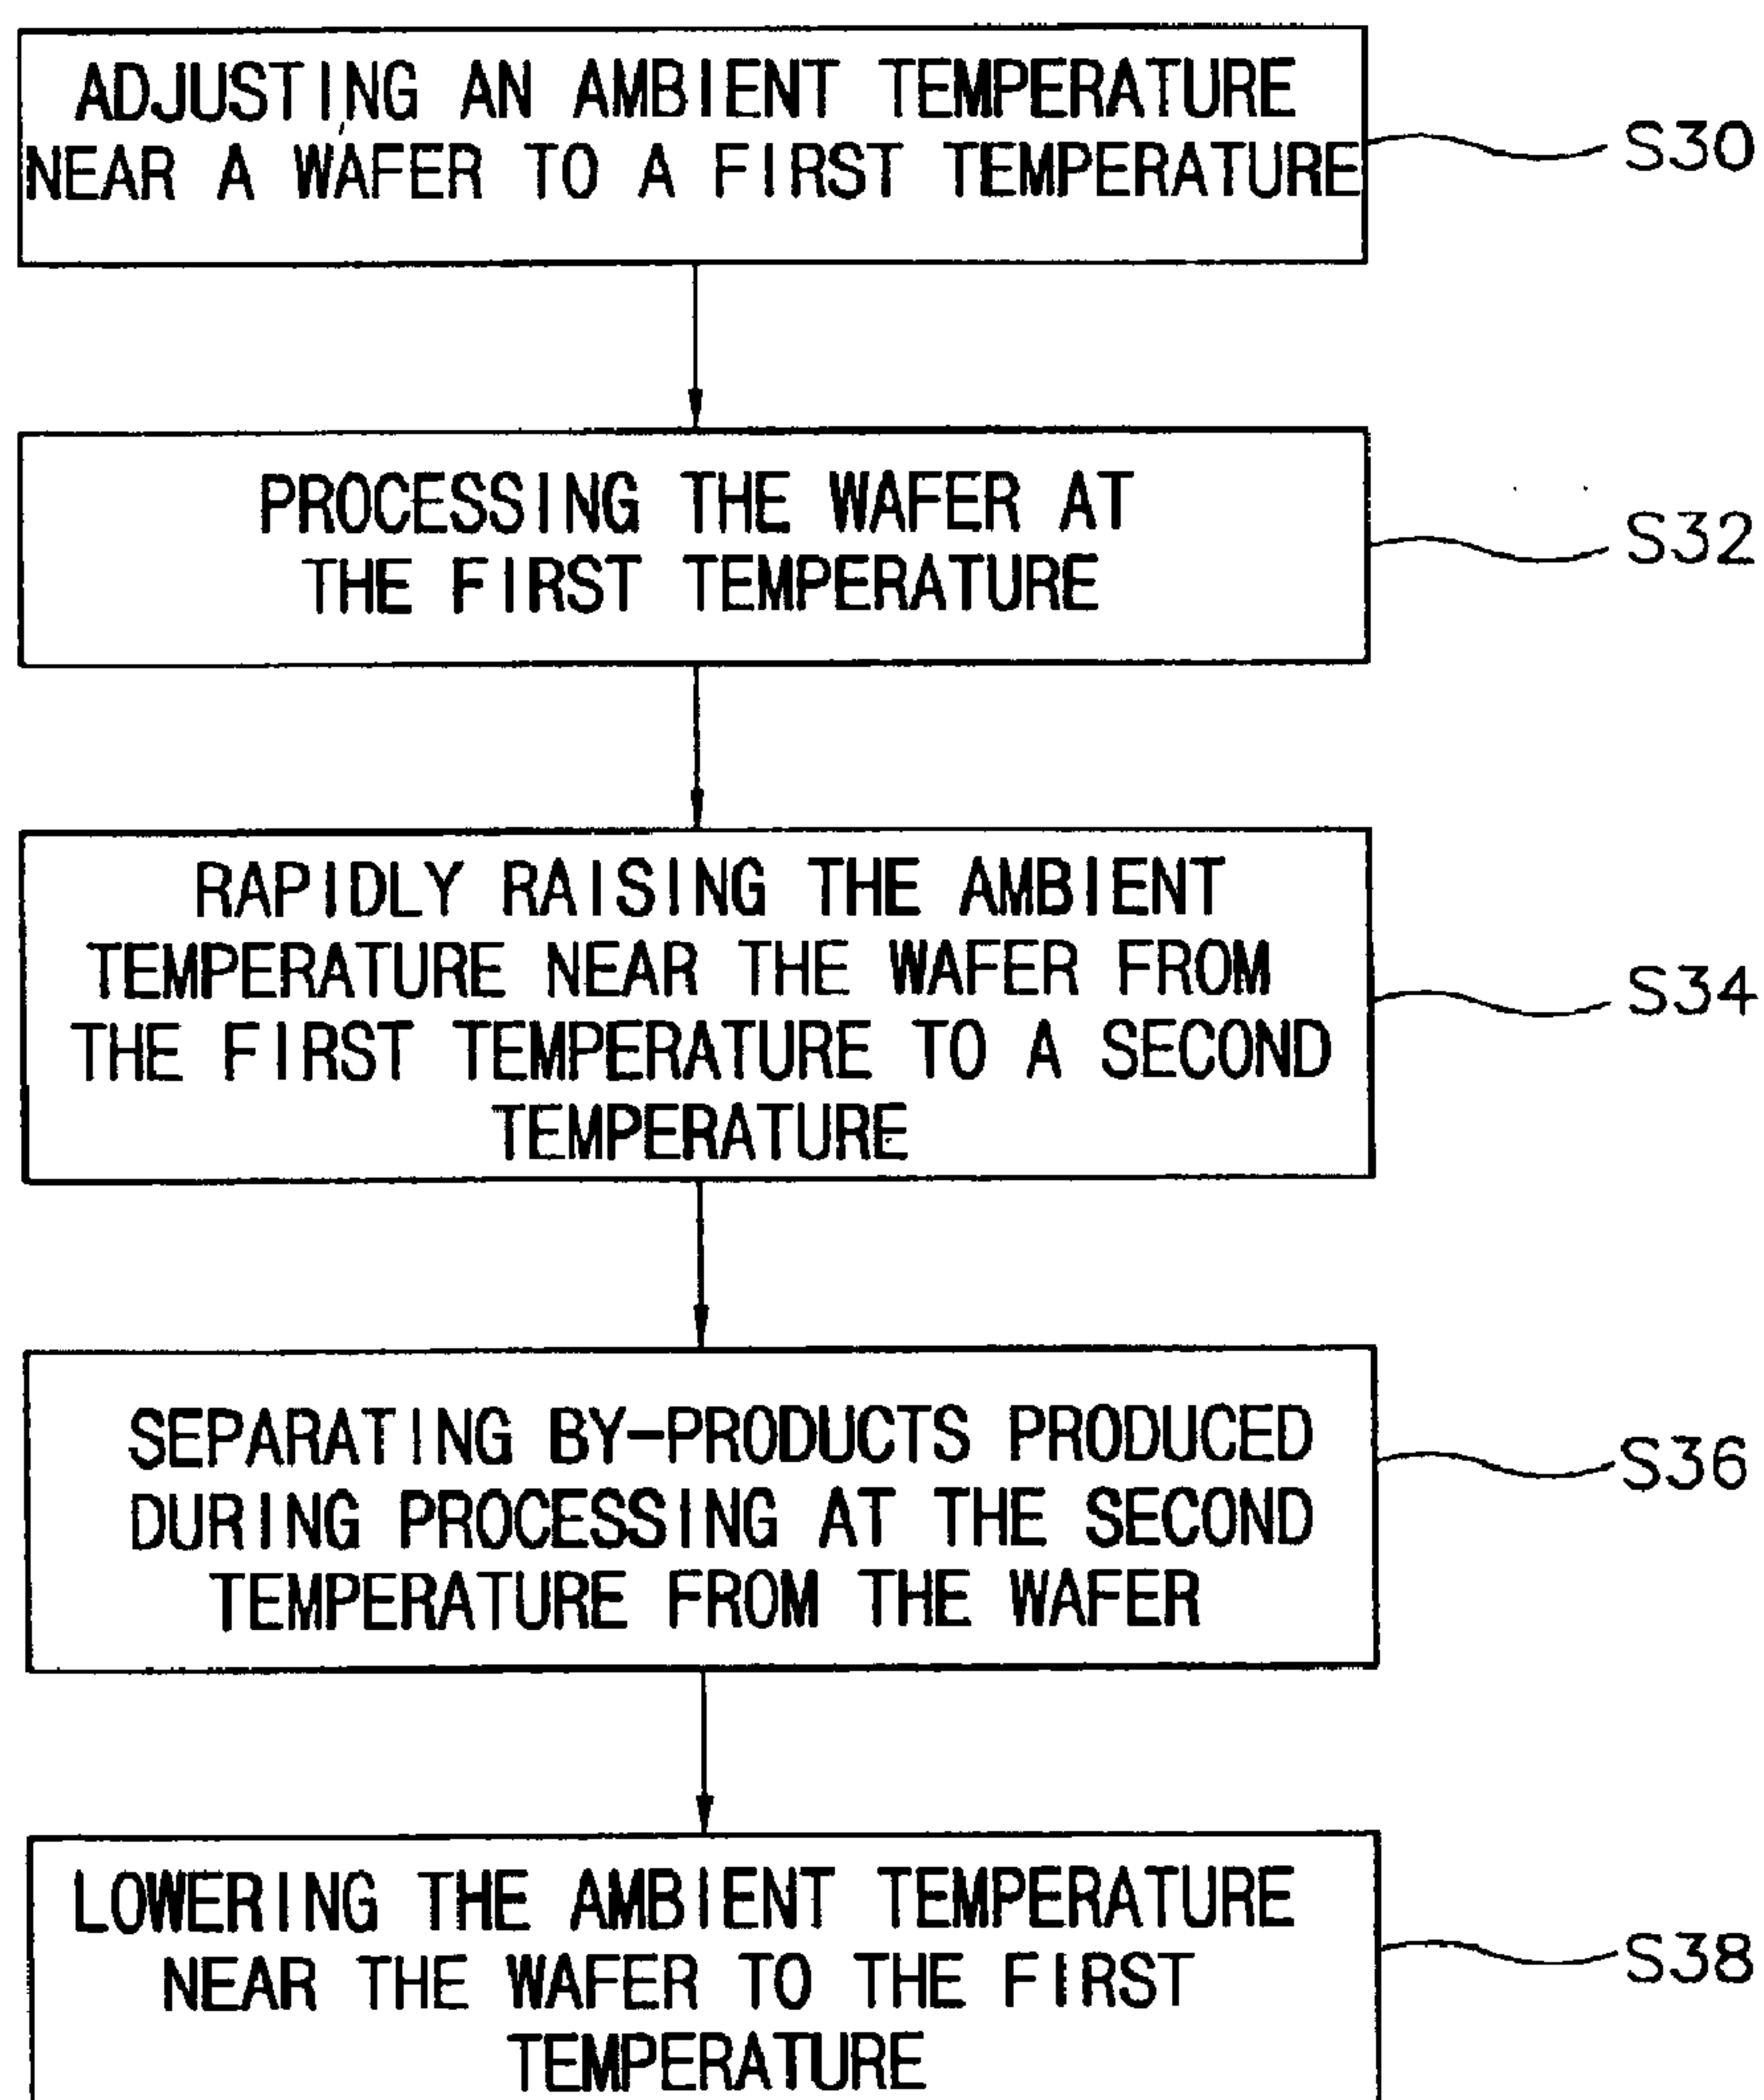 ADJUSTING AN AMBIENT TEMPERATURE
NEAR A WAFER TO A FIRST TEMPERATURE
S30
PROCESSING THE WAFER AT
THE FIRST TEMPERATURE
S32
RAPIDLY RAISING THE AMBIENT
TEMPERATURE NEAR THE WAFER FROM
THE FIRST TEMPERATURE TO A SECOND
TEMPERATURE
S34
SEPARATING BY-PRODUCTS PRODUCED
DURING PROCESSING AT THE SECOND
TEMPERATURE FROM THE WAFER
S36
LOWERING THE AMBIENT TEMPERATURE
NEAR THE WAFER TO THE FIRST
TEMPERATURE
S38